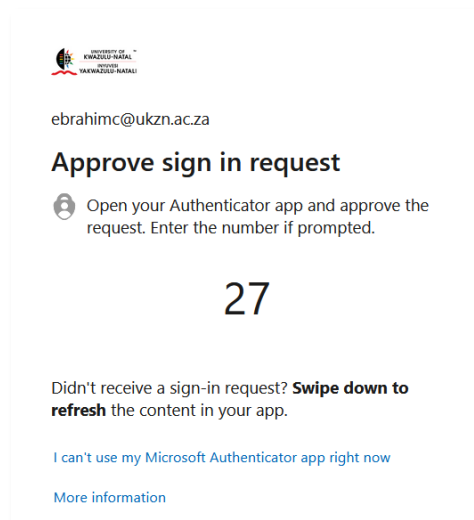 UNIVERSITY OF
KWAZULU-NATAL
INYUVESI
YAKWAZULU-NATALI
ebrahimc@ukzn.ac.za
Approve sign in request
Open your Authenticator app and approve the
request. Enter the number if prompted.
27
Didn't receive a sign-in request? Swipe down to
refresh the content in your app.
I can't use my Microsoft Authenticator app right now
More information